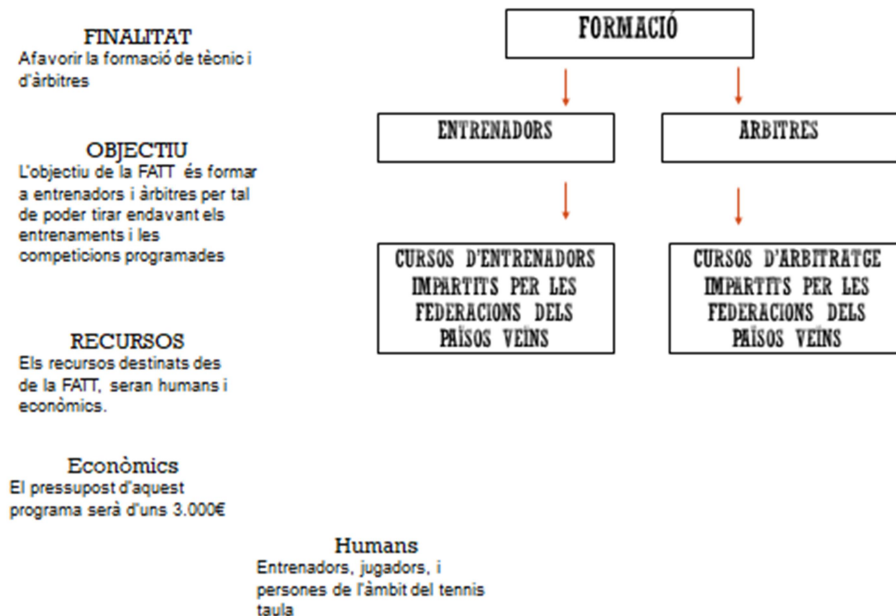 FINALITAT
Afavorir la formació de tècnic i
d'àrbitres
OBJECTIU
L'objectiu de la FATT és formar
a entrenadors i àrbitres per tal
de poder tirar endavant els
entrenaments i les
competicions programades
RECURSOS
Els recursos destinats des
de la FATT, seran humans i
econòmics.
Econòmics
El pressupost d'aquest
programa serà d'uns 3.000€
Humans
Entrenadors, jugadors, i
persones de l'àmbit del tennis
taula
FORMACIÓ
ENTRENADORS
ARBITRES
CURSOS D'ENTRENADORS
IMPARTITS PER LES
FEDERACIONS DELS
PAÏSOS VEÏNS
CURSOS D'ARBITRATGE
IMPARTITS PER LES
FEDERACIONS DELS
PAÏSOS VEÏNS